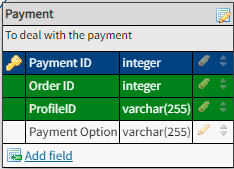 Payment
To deal with the payment
Payment ID integer
Order ID integer
ProfileID varchar(255)
Payment Option varchar(255)
Add field